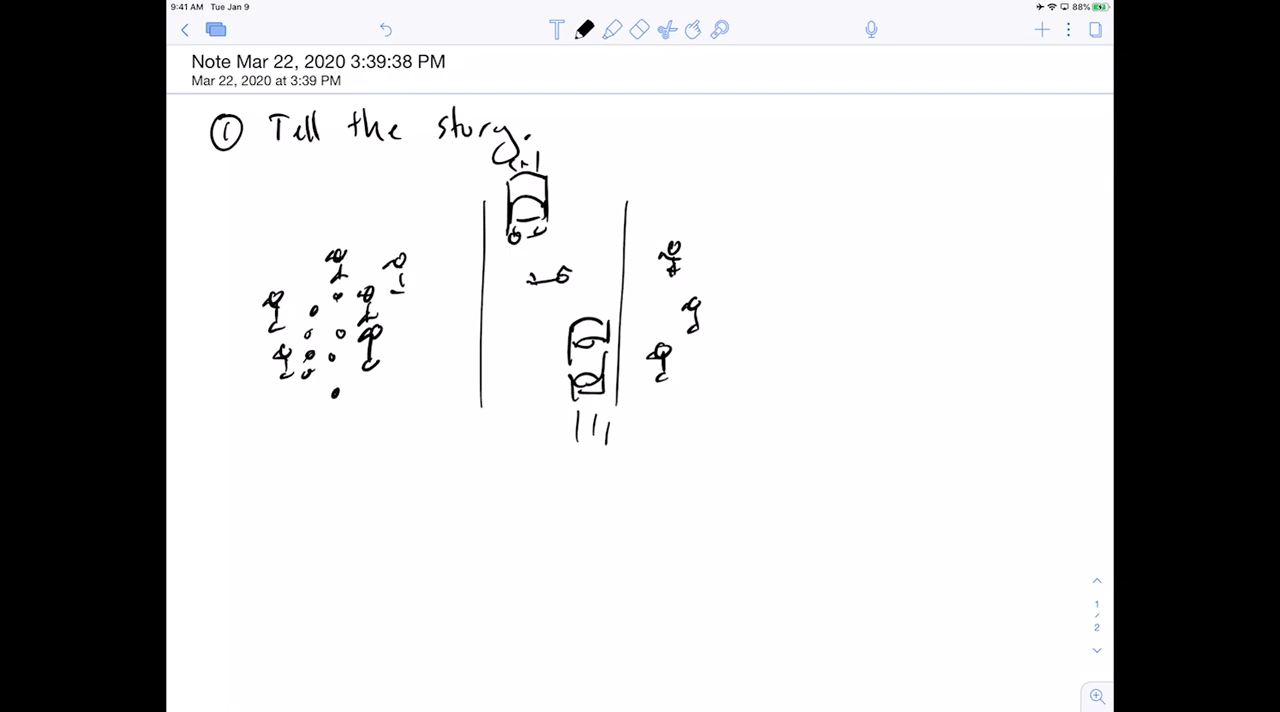 9:41 AM Tue Jan 9 88%
Note Mar 22, 2020 3:39:38 PM
Mar 22, 2020 at 3:39 PM
① Tell the story.
1
2